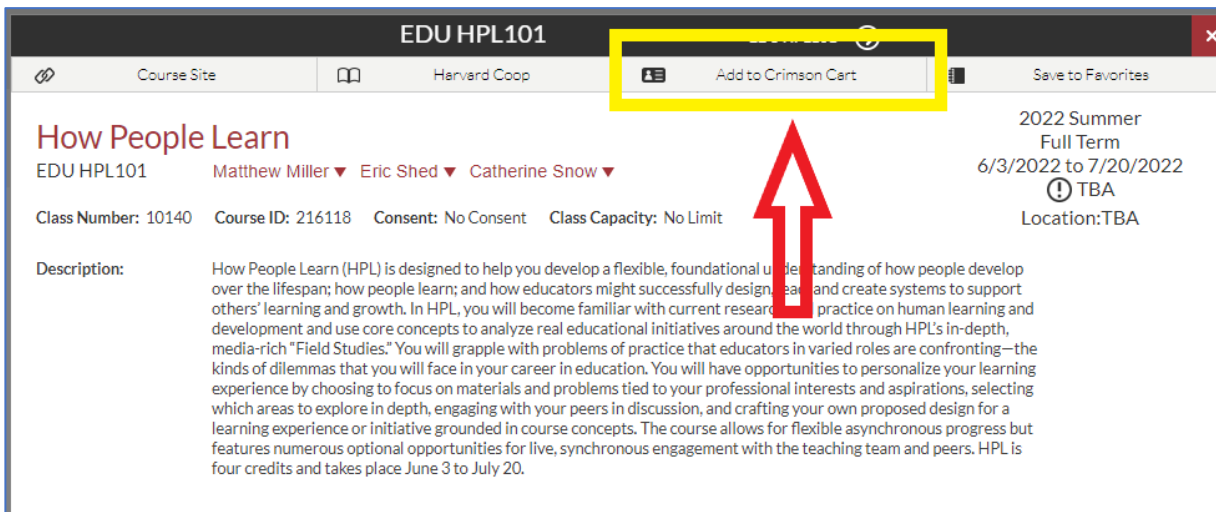 EDU HPL101
Course Site
Harvard Coop
Add to Crimson Cart
Save to Favorites
How People Learn
EDU HPL101 Matthew Miller ▼ Eric Shed ▼ Catherine Snow ▼
2022 Summer
Full Term
6/3/2022 to 7/20/2022
TBA
Location:TBA
Class Number: 10140 Course ID: 216118 Consent: No Consent Class Capacity: No Limit
Description:
How People Learn (HPL) is designed to help you develop a flexible, foundational understanding of how people develop
over the lifespan; how people learn; and how educators might successfully design, and create systems to support
others' learning and growth. In HPL, you will become familiar with current research practice on human learning and
development and use core concepts to analyze real educational initiatives around the world through HPL's in-depth,
media-rich "Field Studies." You will grapple with problems of practice that educators in varied roles are confronting—the
kinds of dilemmas that you will face in your career in education. You will have opportunities to personalize your learning
experience by choosing to focus on materials and problems tied to your professional interests and aspirations, selecting
which areas to explore in depth, engaging with your peers in discussion, and crafting your own proposed design for a
learning experience or initiative grounded in course concepts. The course allows for flexible asynchronous progress but
features numerous optional opportunities for live, synchronous engagement with the teaching team and peers. HPL is
four credits and takes place June 3 to July 20.